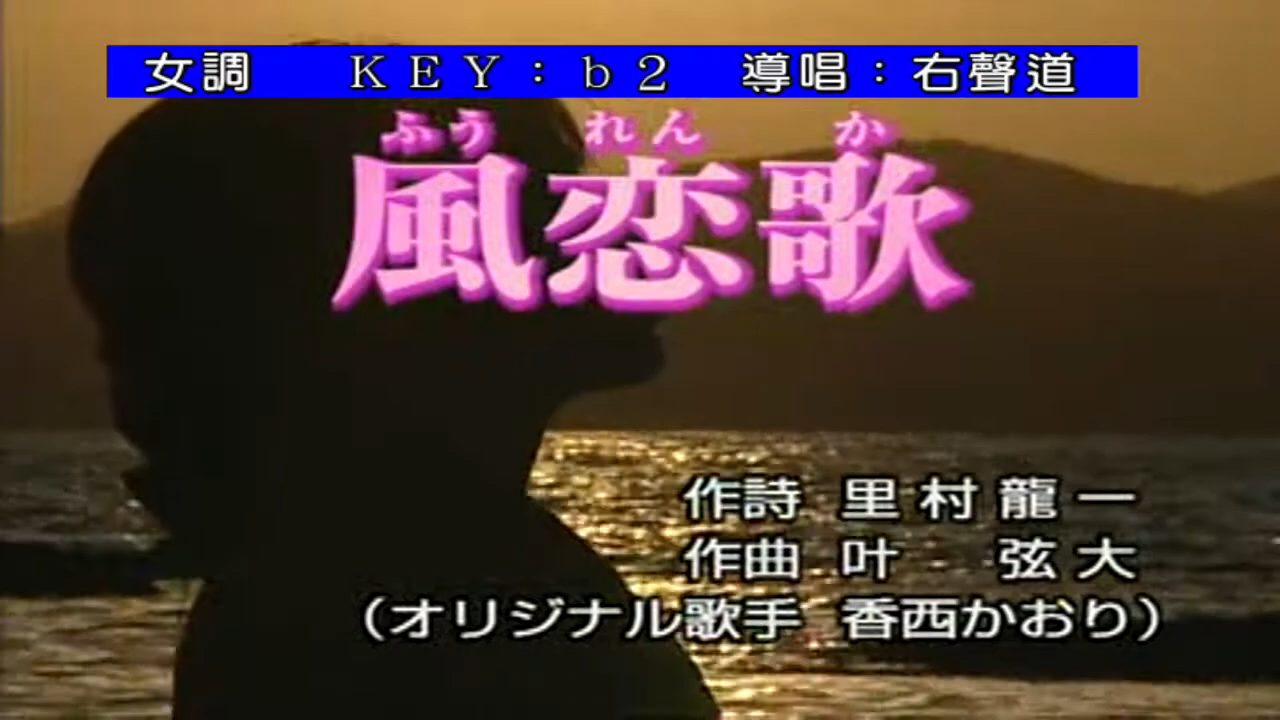 女調　ＫＥＹ：ｂ２　導唱：右聲道
ふう れん か
風恋歌
作詩 里村龍一
作曲 叶 弦大
（オリジナル歌手 香西かおり）